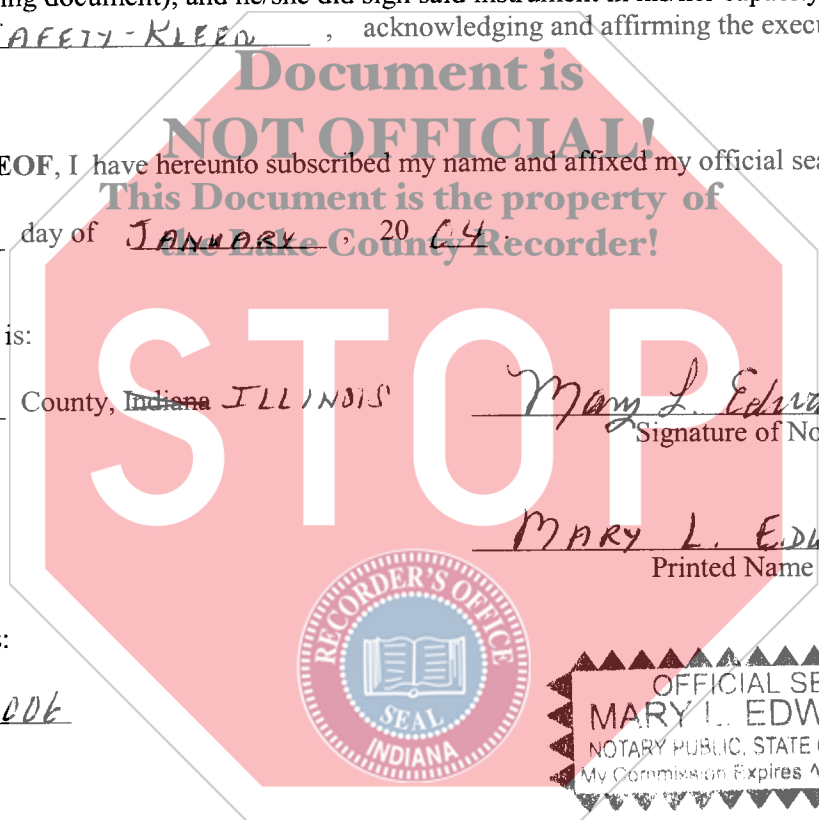 ing document), and he/she did sign said instrument in his/her capacity
SAFETY-KLEEN , acknowledging and affirming the execu
Document is
NOT OFFICIAL!
EOF, I have hereunto subscribed my name and affixed my official sea
This Document is the property of
day of JANUARY , 20 04 .
the Lake County Recorder!
is:
County, Indiana ILLINOIS
STOP
Mary L. Edwa
Signature of No
MARY L. EDW
Printed Name
RECORDER'S OFFICE
SEAL
INDIANA
s:
OFFICIAL SE
MARY L. EDW
NOTARY PUBLIC, STATE
My Commission Expires